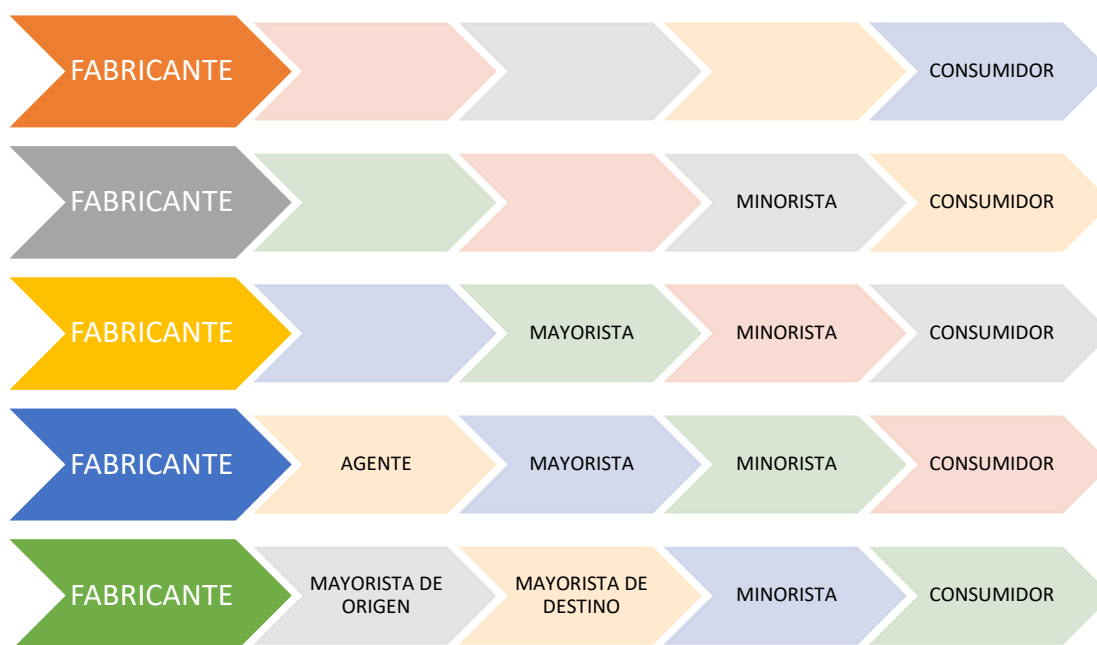 FABRICANTE
CONSUMIDOR
FABRICANTE
MINORISTA
CONSUMIDOR
FABRICANTE
MAYORISTA
MINORISTA
CONSUMIDOR
FABRICANTE
AGENTE
MAYORISTA
MINORISTA
CONSUMIDOR
FABRICANTE
MAYORISTA DE
ORIGEN
MAYORISTA DE
DESTINO
MINORISTA
CONSUMIDOR